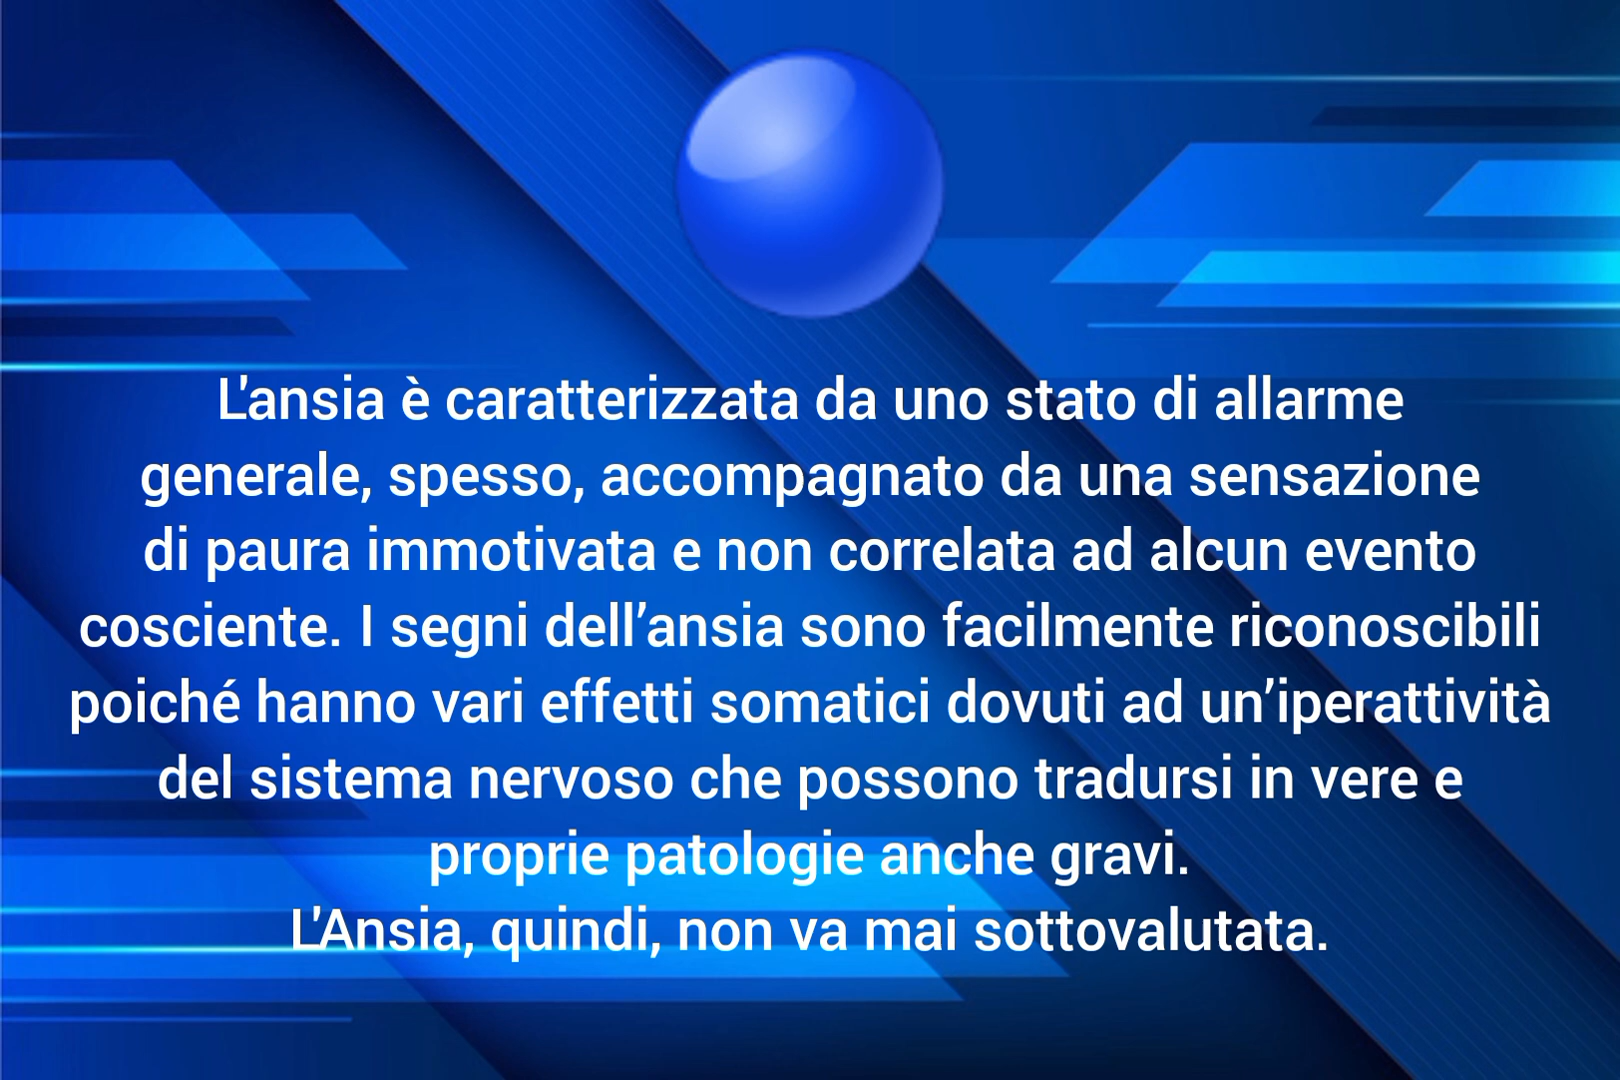 L'ansia è caratterizzata da uno stato di allarme
generale, spesso, accompagnato da una sensazione
di paura immotivata e non correlata ad alcun evento
cosciente. I segni dell’ansia sono facilmente riconoscibili
poiché hanno vari effetti somatici dovuti ad un’iperattività
del sistema nervoso che possono tradursi in vere e
proprie patologie anche gravi.
L'Ansia, quindi, non va mai sottovalutata.